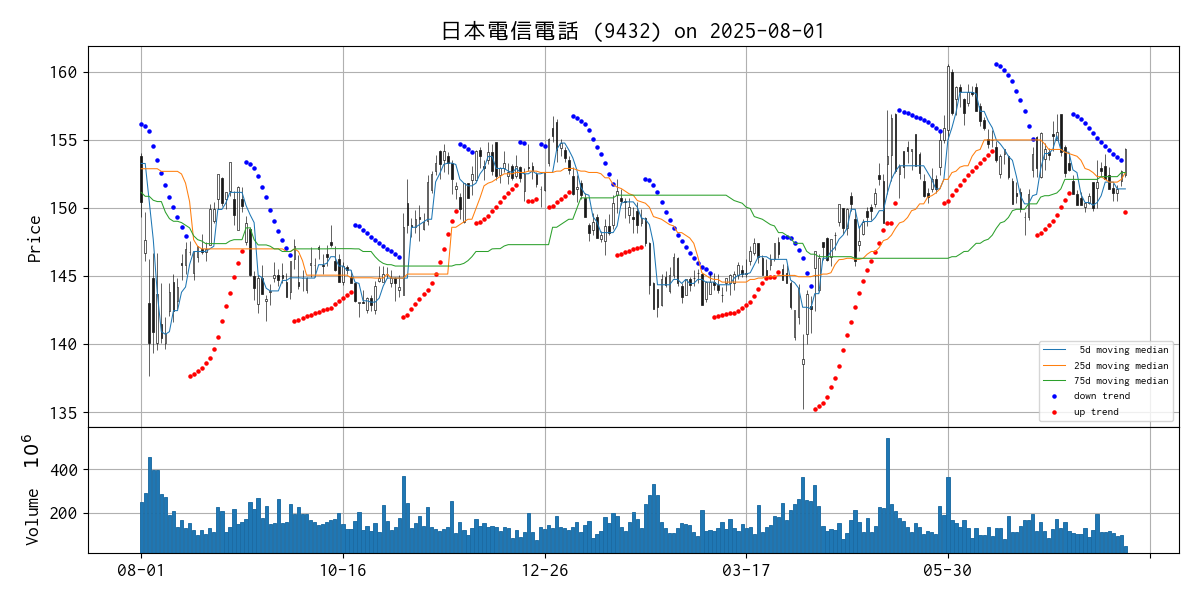 日本電信電話 (9432) on 2025-08-01
160
155
150
145
140
135
Price
5d moving median
25d moving median
75d moving median
down trend
up trend
400
200
Volume 10⁶
08-01
10-16
12-26
03-17
05-30